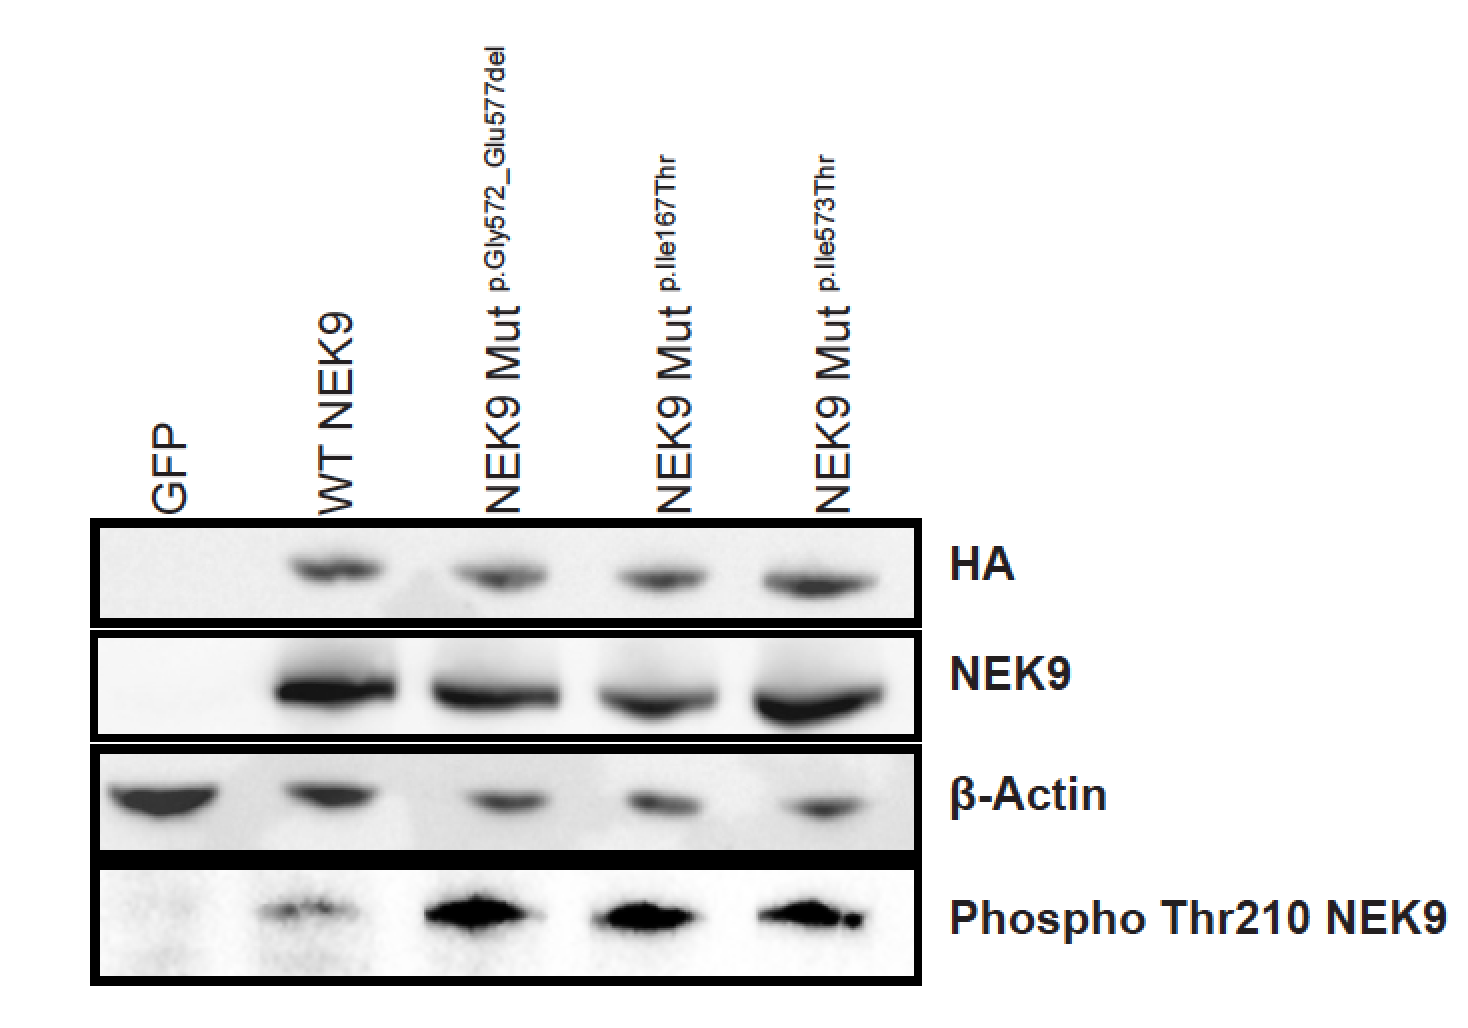 GFP
WT NEK9
NEK9 Mut p.Gly572_Glu577del
NEK9 Mut p.Ile167Thr
NEK9 Mut p.Ile573Thr
HA
NEK9
β-Actin
Phospho Thr210 NEK9